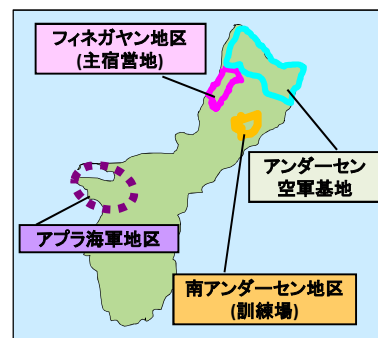 フィネガヤン地区
(主宿営地)
アンダーセン
空軍基地
アプラ海軍地区
南アンダーセン地区
(訓練場)